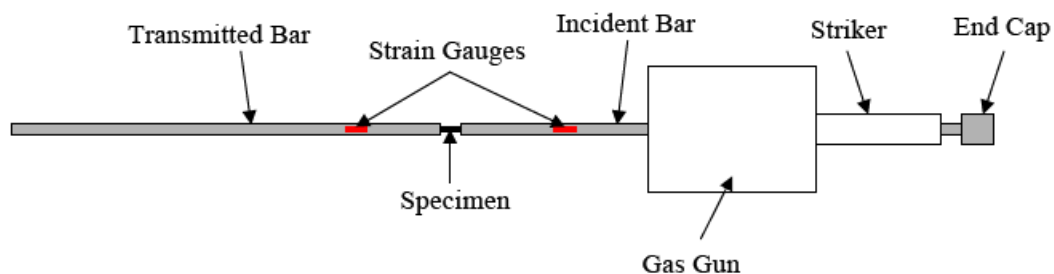 Transmitted Bar
Strain Gauges
Incident Bar
Striker
End Cap
Specimen
Gas Gun